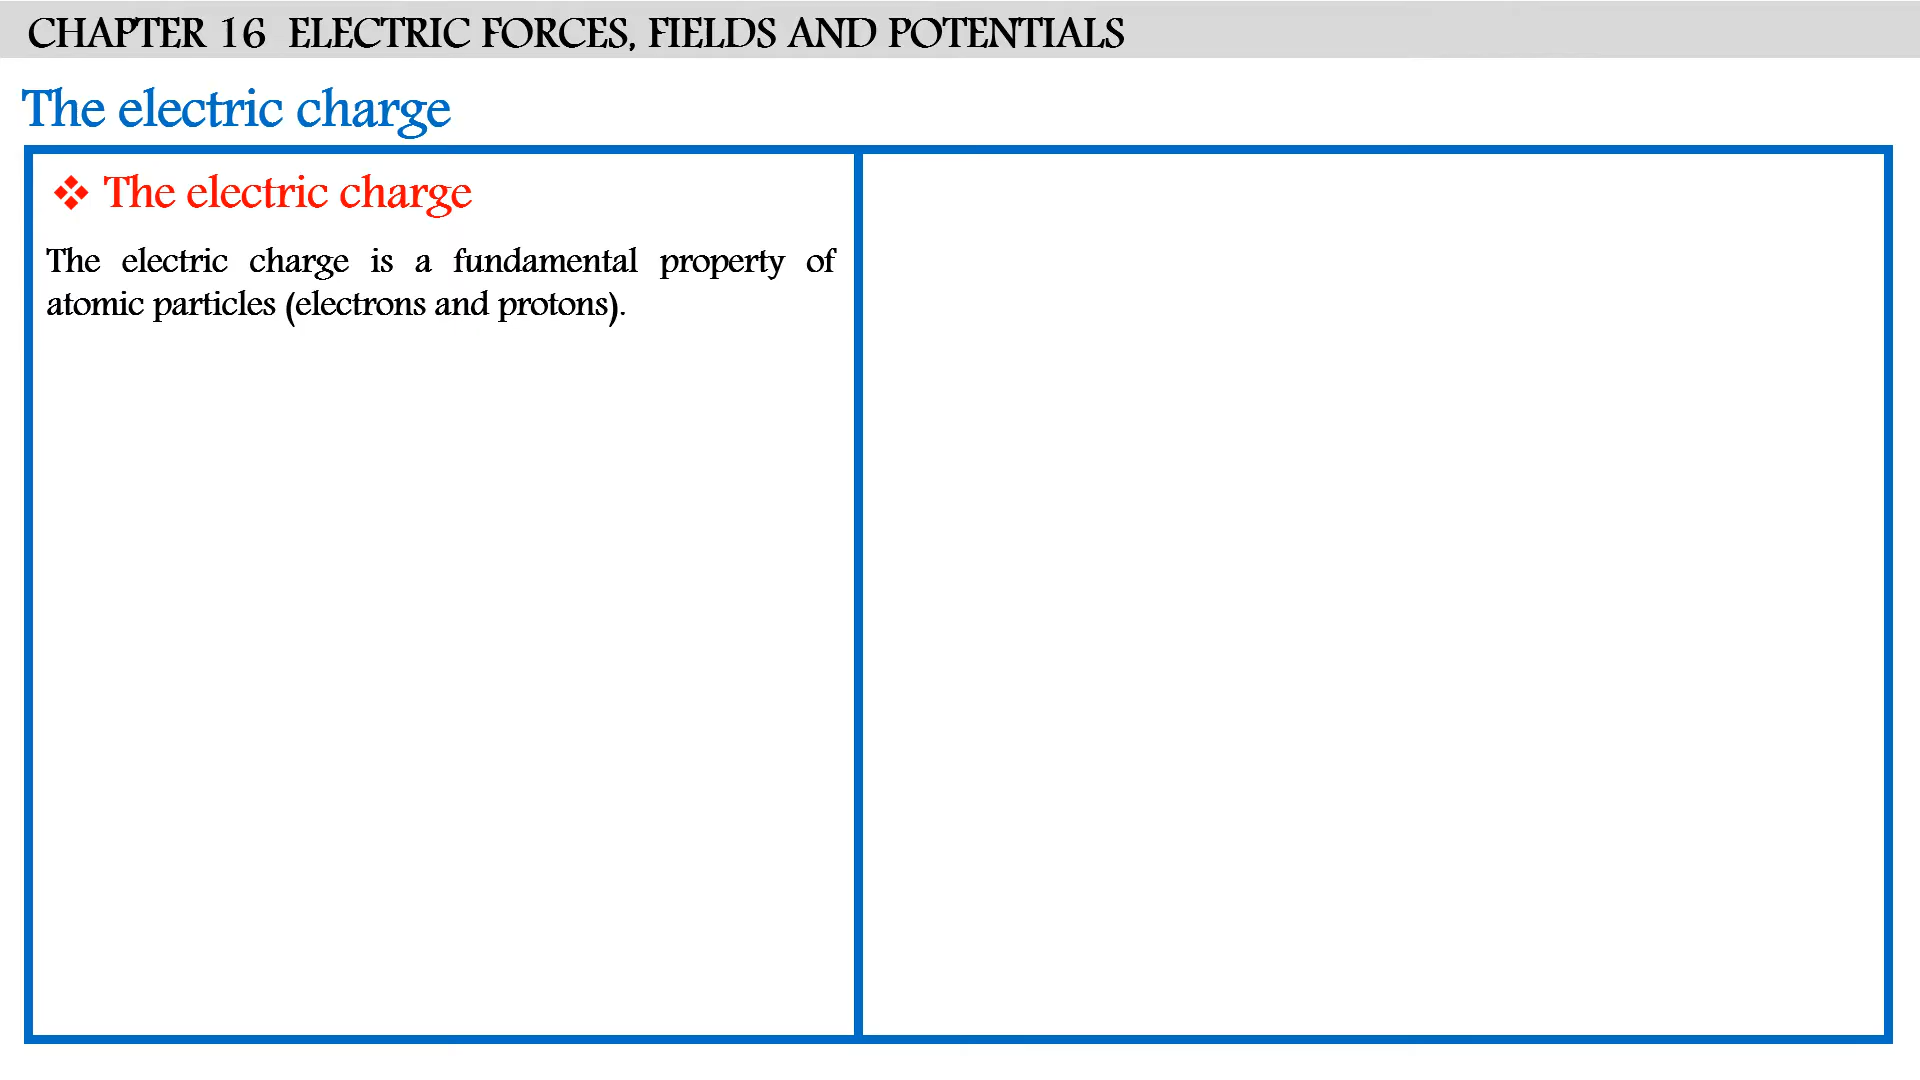 CHAPTER 16  ELECTRIC FORCES, FIELDS AND POTENTIALS
The electric charge
❖ The electric charge
The electric charge is a fundamental property of
atomic particles (electrons and protons).